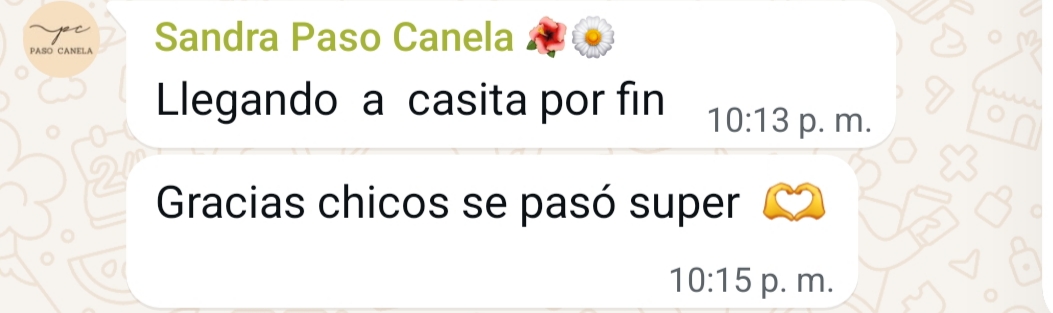 pc
PASO CANELA
Sandra Paso Canela 🌺🌼
Llegando a casita por fin
10:13 p. m.
Gracias chicos se pasó super 🫶
10:15 p. m.